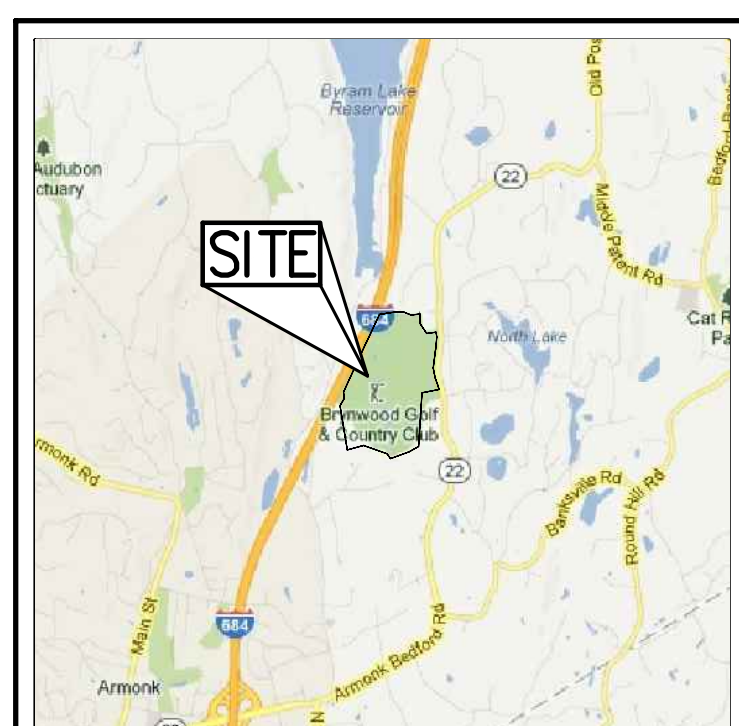 Byram Lake
Reservoir
Old Pos
Audubon
ctuary
22
Bedford-Bank
Middle Patent Rd
SITE
684
North Lake
Cat R
Pa
Brynwood Golf
& Country Club
22
rmonk Rd
Banksville Rd
Round Hill Rd
684
Main St
Armonk Bedford Rd
Armonk
N